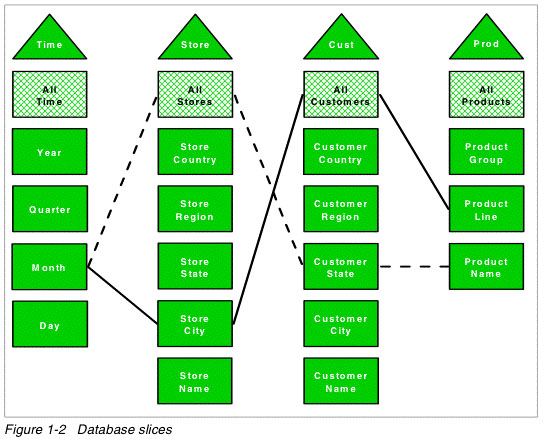 Time
All
Time
Year
Quarter
Month
Day
Store
All
Stores
Store
Country
Store
Region
Store
State
Store
City
Store
Name
Cust
All
Customers
Customer
Country
Customer
Region
Customer
State
Customer
City
Customer
Name
Prod
All
Products
Product
Group
Product
Line
Product
Name
Figure 1-2 Database slices